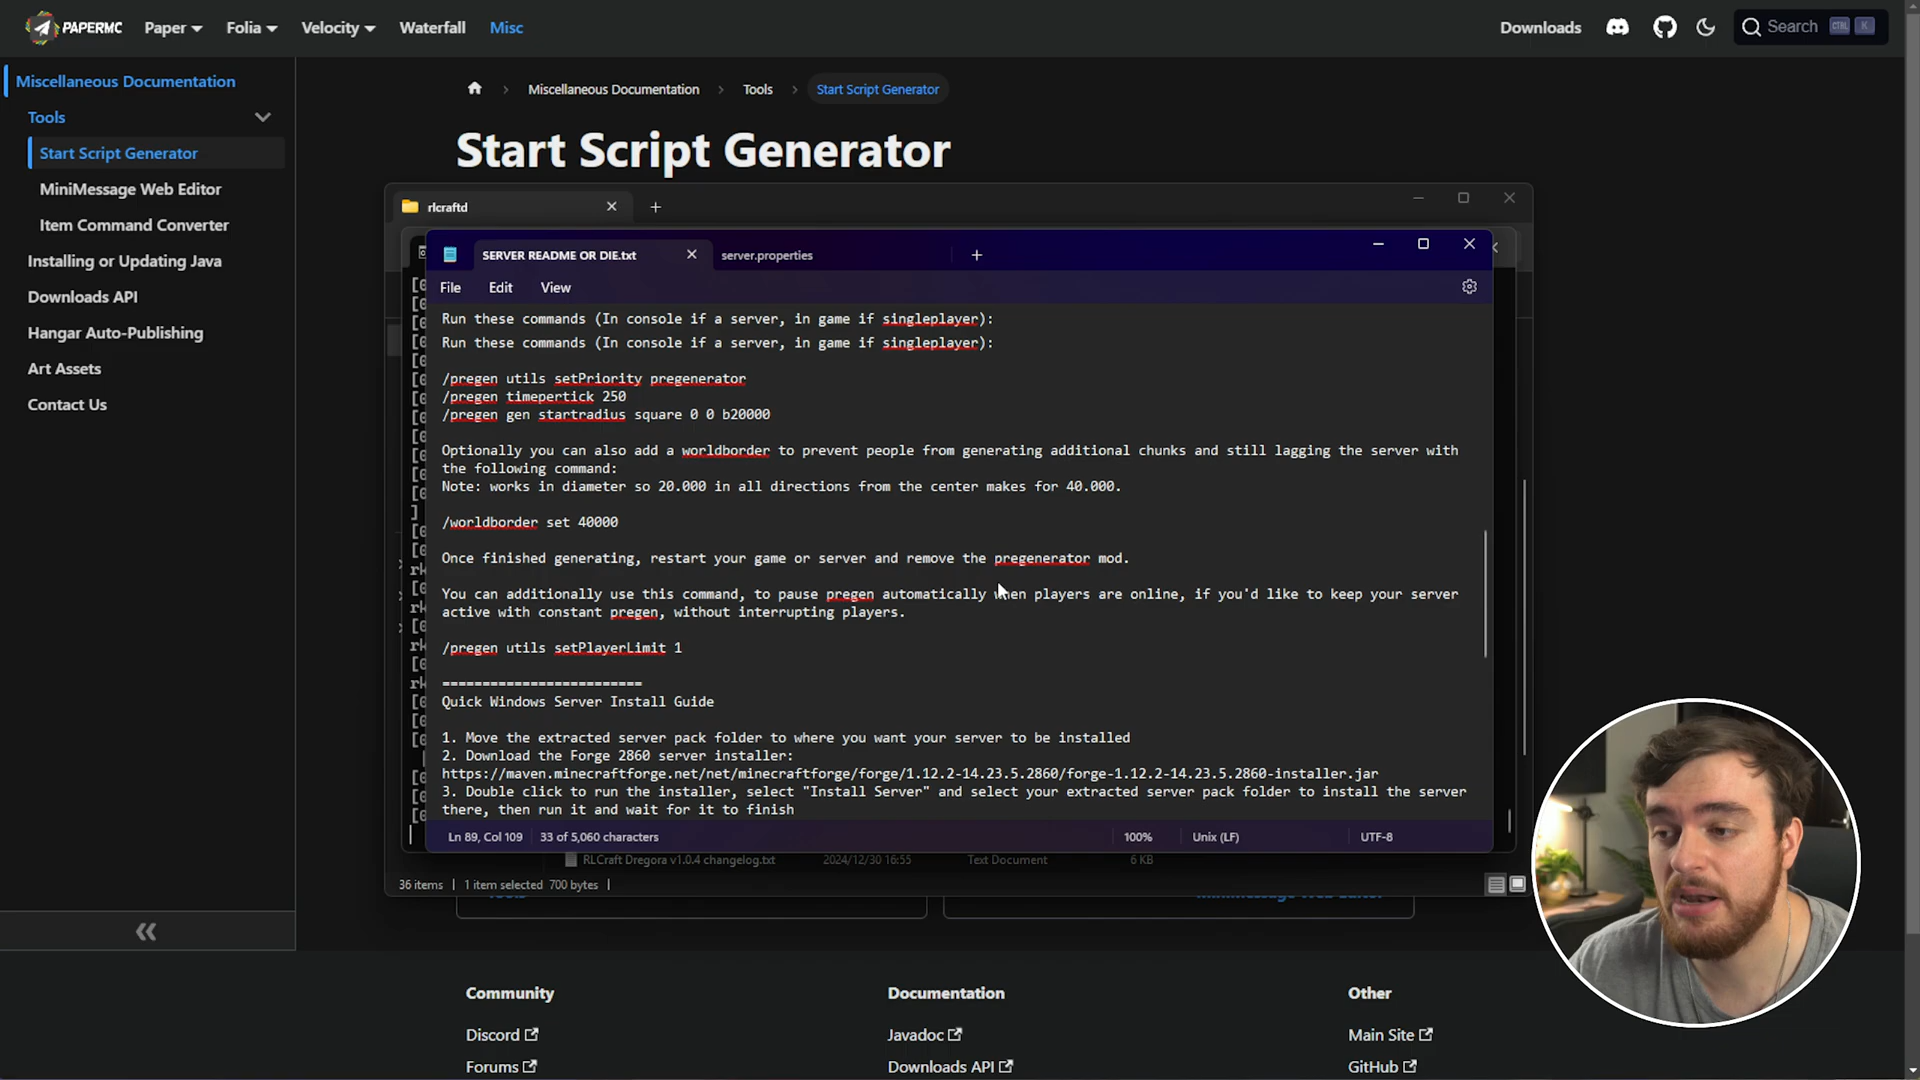 PAPERMC
Paper
Folia
Velocity
Waterfall
Misc
Downloads
Search
CTRL
K
Miscellaneous Documentation
Tools
Start Script Generator
MiniMessage Web Editor
Item Command Converter
Installing or Updating Java
Downloads API
Hangar Auto-Publishing
Art Assets
Contact Us
Miscellaneous Documentation
Tools
Start Script Generator
Start Script Generator
rlcraftd
SERVER README OR DIE.txt
server.properties
File
Edit
View
Run these commands (In console if a server, in game if singleplayer):
Run these commands (In console if a server, in game if singleplayer):
/pregen utils setPriority pregenerator
/pregen timepertick 250
/pregen gen startradius square 0 0 b20000
Optionally you can also add a worldborder to prevent people from generating additional chunks and still lagging the server with
the following command:
Note: works in diameter so 20.000 in all directions from the center makes for 40.000.
/worldborder set 40000
Once finished generating, restart your game or server and remove the pregenerator mod.
You can additionally use this command, to pause pregen automatically when players are online, if you'd like to keep your server
active with constant pregen, without interrupting players.
/pregen utils setPlayerLimit 1
=========================
Quick Windows Server Install Guide
1. Move the extracted server pack folder to where you want your server to be installed
2. Download the Forge 2860 server installer:
https://maven.minecraftforge.net/net/minecraftforge/forge/1.12.2-14.23.5.2860/forge-1.12.2-14.23.5.2860-installer.jar
3. Double click to run the installer, select "Install Server" and select your extracted server pack folder to install the server
there, then run it and wait for it to finish
Ln 89, Col 109
33 of 5,060 characters
100%
Unix (LF)
UTF-8
RLCraft Dregora v1.0.4 changelog.txt
2024/12/30 16:55
Text Document
6 KB
36 items
1 item selected 700 bytes
Community
Documentation
Other
Discord
Javadoc
Main Site
Forums
Downloads API
GitHub